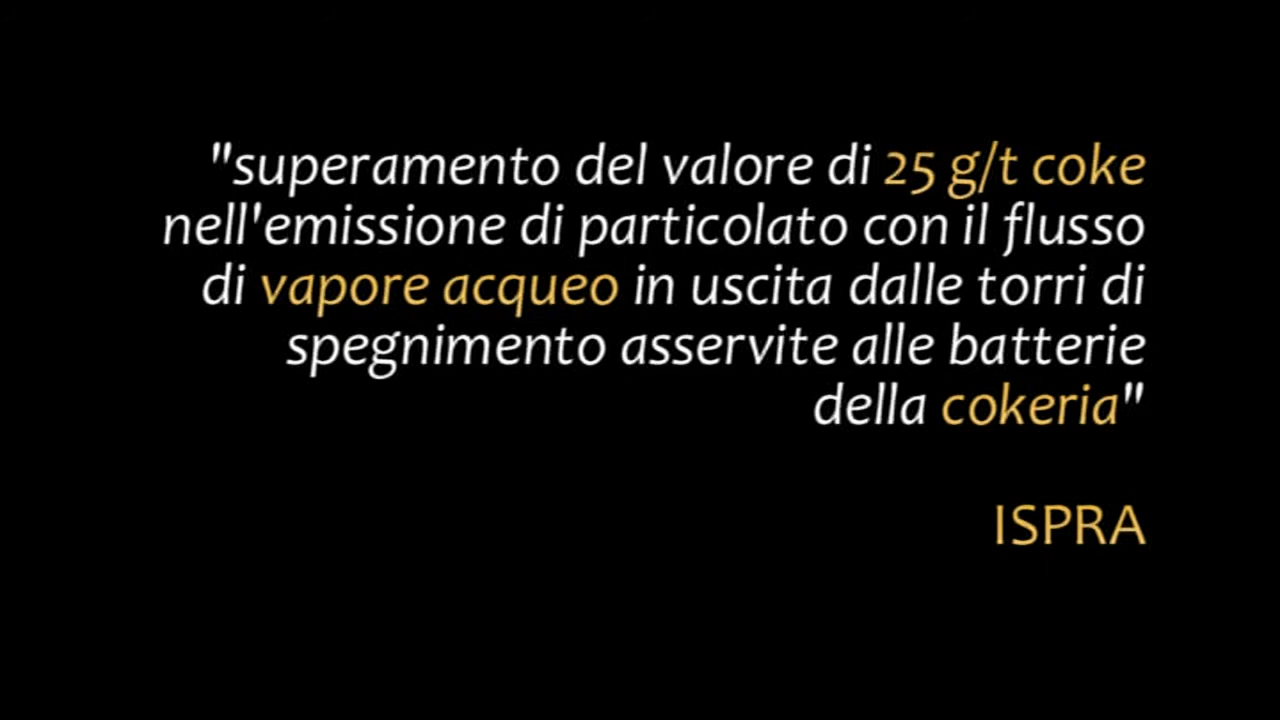 "superamento del valore di 25 g/t coke
nell'emissione di particolato con il flusso
di vapore acqueo in uscita dalle torri di
spegnimento asservite alle batterie
della cokeria"
ISPRA